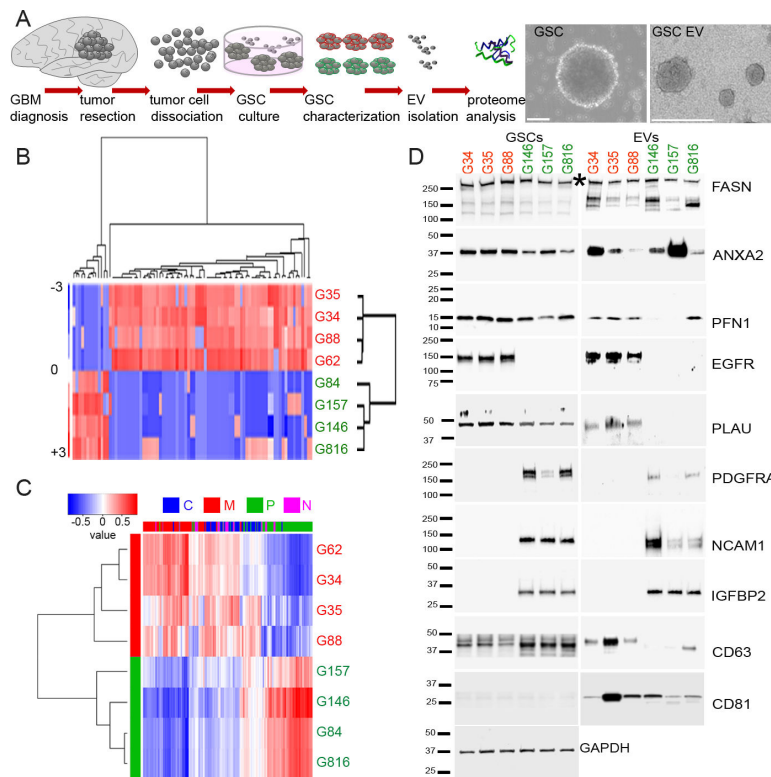 A
GBM diagnosis
tumor resection
tumor cell dissociation
GSC culture
GSC characterization
EV isolation
proteome analysis
GSC
GSC EV
B
-3
0
+3
G35
G34
G88
G62
G84
G157
G146
G816
C
-0.5 0 0.5
value
C M P N
G62
G34
G35
G88
G157
G146
G84
G816
D
GSCs EVs
G34 G35 G88 G146 G157 G816 G34 G35 G88 G146 G157 G816
*
250
150
100
FASN
50
37
25
ANXA2
25
20
15
10
PFN1
250
150
100
75
EGFR
50
37
PLAU
250
150
100
PDGFRA
250
150
100
NCAM1
50
37
25
IGFBP2
50
37
25
CD63
50
37
25
CD81
50
37
25
GAPDH